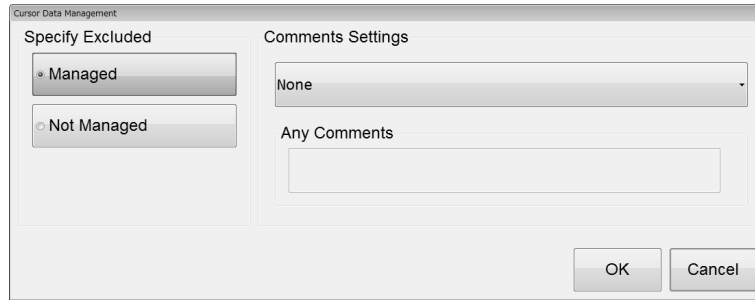 Cursor Data Management
Specify Excluded
Managed
Not Managed
Comments Settings
None
Any Comments
OK
Cancel